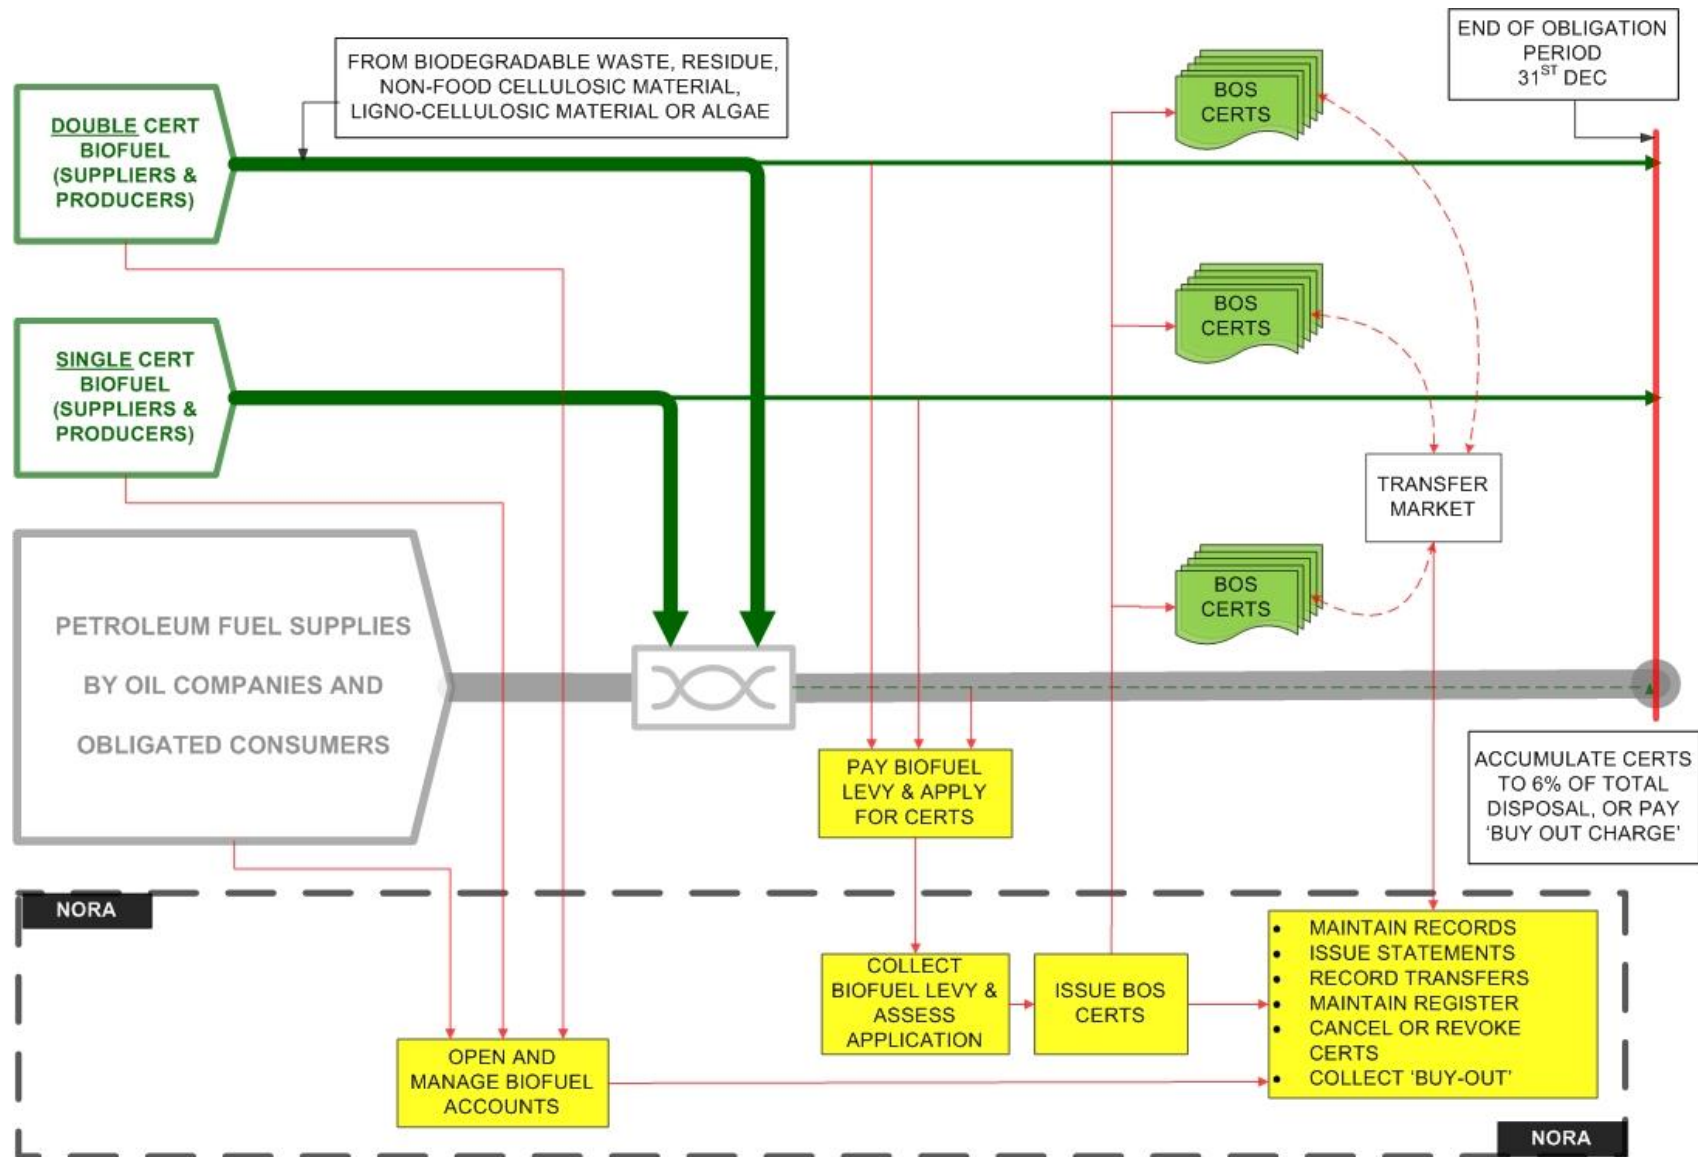 END OF OBLIGATION
PERIOD
31ST DEC
FROM BIODEGRADABLE WASTE, RESIDUE,
NON-FOOD CELLULOSIC MATERIAL,
LIGNO-CELLULOSIC MATERIAL OR ALGAE
DOUBLE CERT
BIOFUEL
(SUPPLIERS &
PRODUCERS)
BOS
CERTS
SINGLE CERT
BIOFUEL
(SUPPLIERS &
PRODUCERS)
BOS
CERTS
TRANSFER
MARKET
BOS
CERTS
PETROLEUM FUEL SUPPLIES
BY OIL COMPANIES AND
OBLIGATED CONSUMERS
PAY BIOFUEL
LEVY & APPLY
FOR CERTS
ACCUMULATE CERTS
TO 6% OF TOTAL
DISPOSAL, OR PAY
‘BUY OUT CHARGE’
NORA
COLLECT
BIOFUEL LEVY &
ASSESS
APPLICATION
ISSUE BOS
CERTS
• MAINTAIN RECORDS
• ISSUE STATEMENTS
• RECORD TRANSFERS
• MAINTAIN REGISTER
• CANCEL OR REVOKE
CERTS
• COLLECT ‘BUY-OUT’
OPEN AND
MANAGE BIOFUEL
ACCOUNTS
NORA